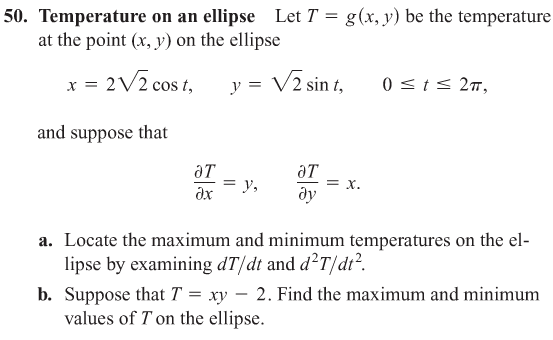 50. Temperature on an ellipse Let T = g(x, y) be the temperature
at the point (x, y) on the ellipse
x = 2√2 cos t, y = √2 sin t, 0 ≤ t ≤ 2π,
and suppose that
∂T/∂x = y, ∂T/∂y = x.
a. Locate the maximum and minimum temperatures on the el-
lipse by examining dT/dt and d²T/dt².
b. Suppose that T = xy − 2. Find the maximum and minimum
values of T on the ellipse.